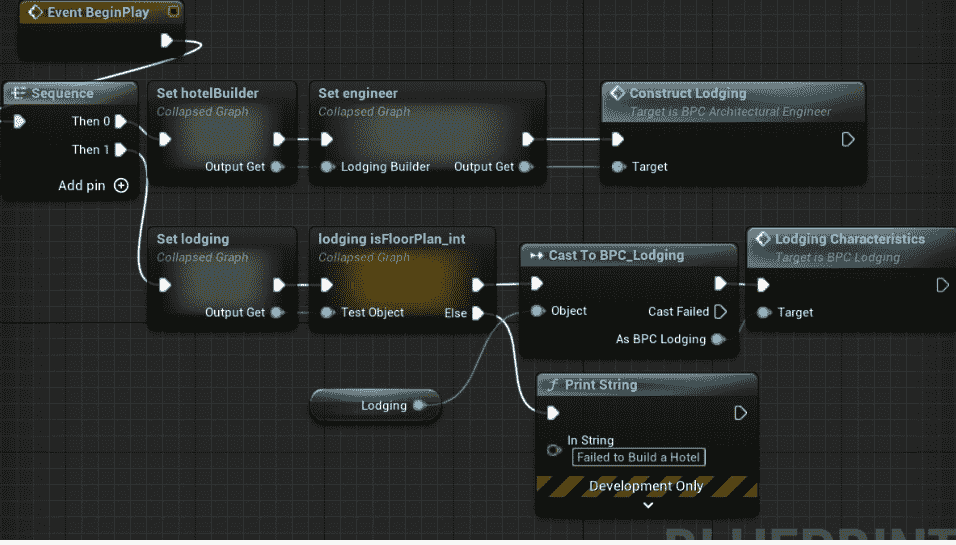 Event BeginPlay
Sequence
Then 0
Then 1
Add pin
Set hotelBuilder
Collapsed Graph
Output Get
Set engineer
Collapsed Graph
Lodging Builder Output Get
Construct Lodging
Target is BPC Architectural Engineer
Target
Set lodging
Collapsed Graph
Output Get
lodging isFloorPlan_int
Collapsed Graph
Test Object Else
Cast To BPC_Lodging
Object Cast Failed
As BPC Lodging
Lodging Characteristics
Target is BPC Lodging
Target
Lodging
Print String
In String
Failed to Build a Hotel
Development Only
BLUEPRINT